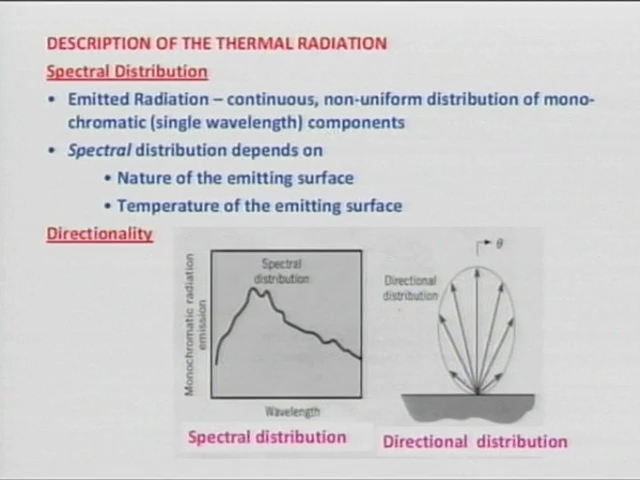 DESCRIPTION OF THE THERMAL RADIATION
Spectral Distribution
• Emitted Radiation – continuous, non-uniform distribution of mono-
chromatic (single wavelength) components
• Spectral distribution depends on
• Nature of the emitting surface
• Temperature of the emitting surface
Directionality
Monochromatic radiation
emission
Spectral
distribution
Wavelength
Spectral distribution
θ
Directional
distribution
Directional distribution